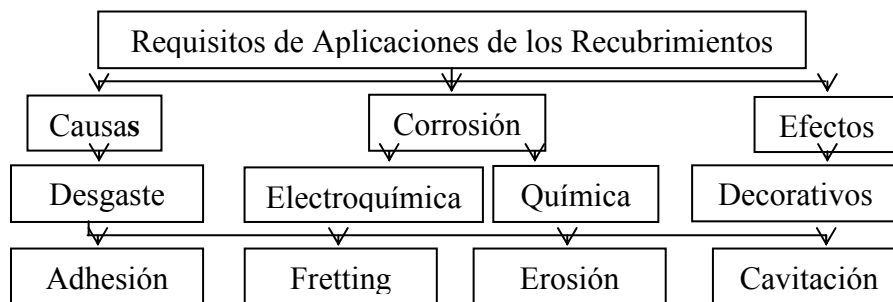 Requisitos de Aplicaciones de los Recubrimientos
Causas
Corrosión
Efectos
Desgaste
Electroquímica
Química
Decorativos
Adhesión
Fretting
Erosión
Cavitación